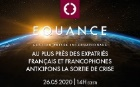 EQUANCE
AU PLUS PRÈS DES EXPATRIÉS
FRANÇAIS ET FRANCOPHONES
ANTICIPONS LA SORTIE DE CRISE
26.05.2020 | 14H